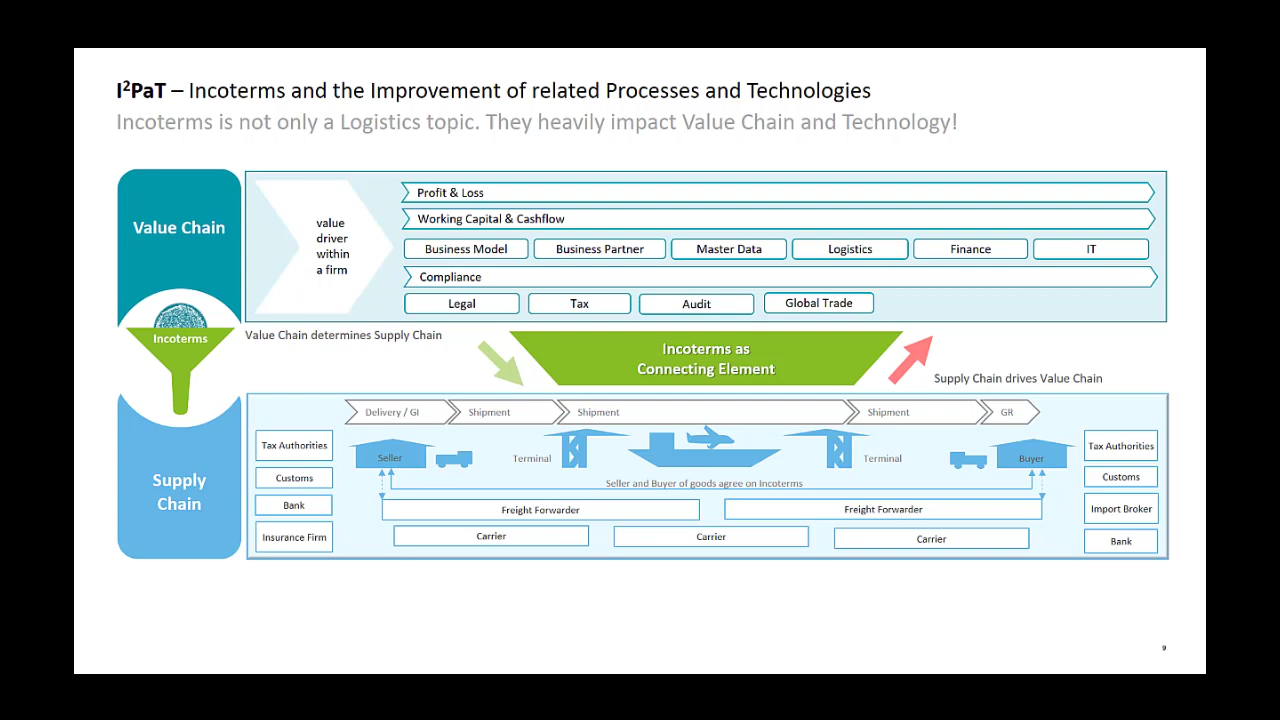 I²PaT – Incoterms and the Improvement of related Processes and Technologies
Incoterms is not only a Logistics topic. They heavily impact Value Chain and Technology!
Value Chain
value
driver
within
a firm
Profit & Loss
Working Capital & Cashflow
Business Model
Business Partner
Master Data
Logistics
Finance
IT
Compliance
Legal
Tax
Audit
Global Trade
Incoterms
Value Chain determines Supply Chain
Incoterms as
Connecting Element
Supply Chain drives Value Chain
Supply
Chain
Delivery / GI
Shipment
Shipment
Shipment
GR
Tax Authorities
Customs
Bank
Insurance Firm
Seller
Terminal
Terminal
Buyer
Seller and Buyer of goods agree on Incoterms
Freight Forwarder
Freight Forwarder
Carrier
Carrier
Carrier
Tax Authorities
Customs
Import Broker
Bank
9